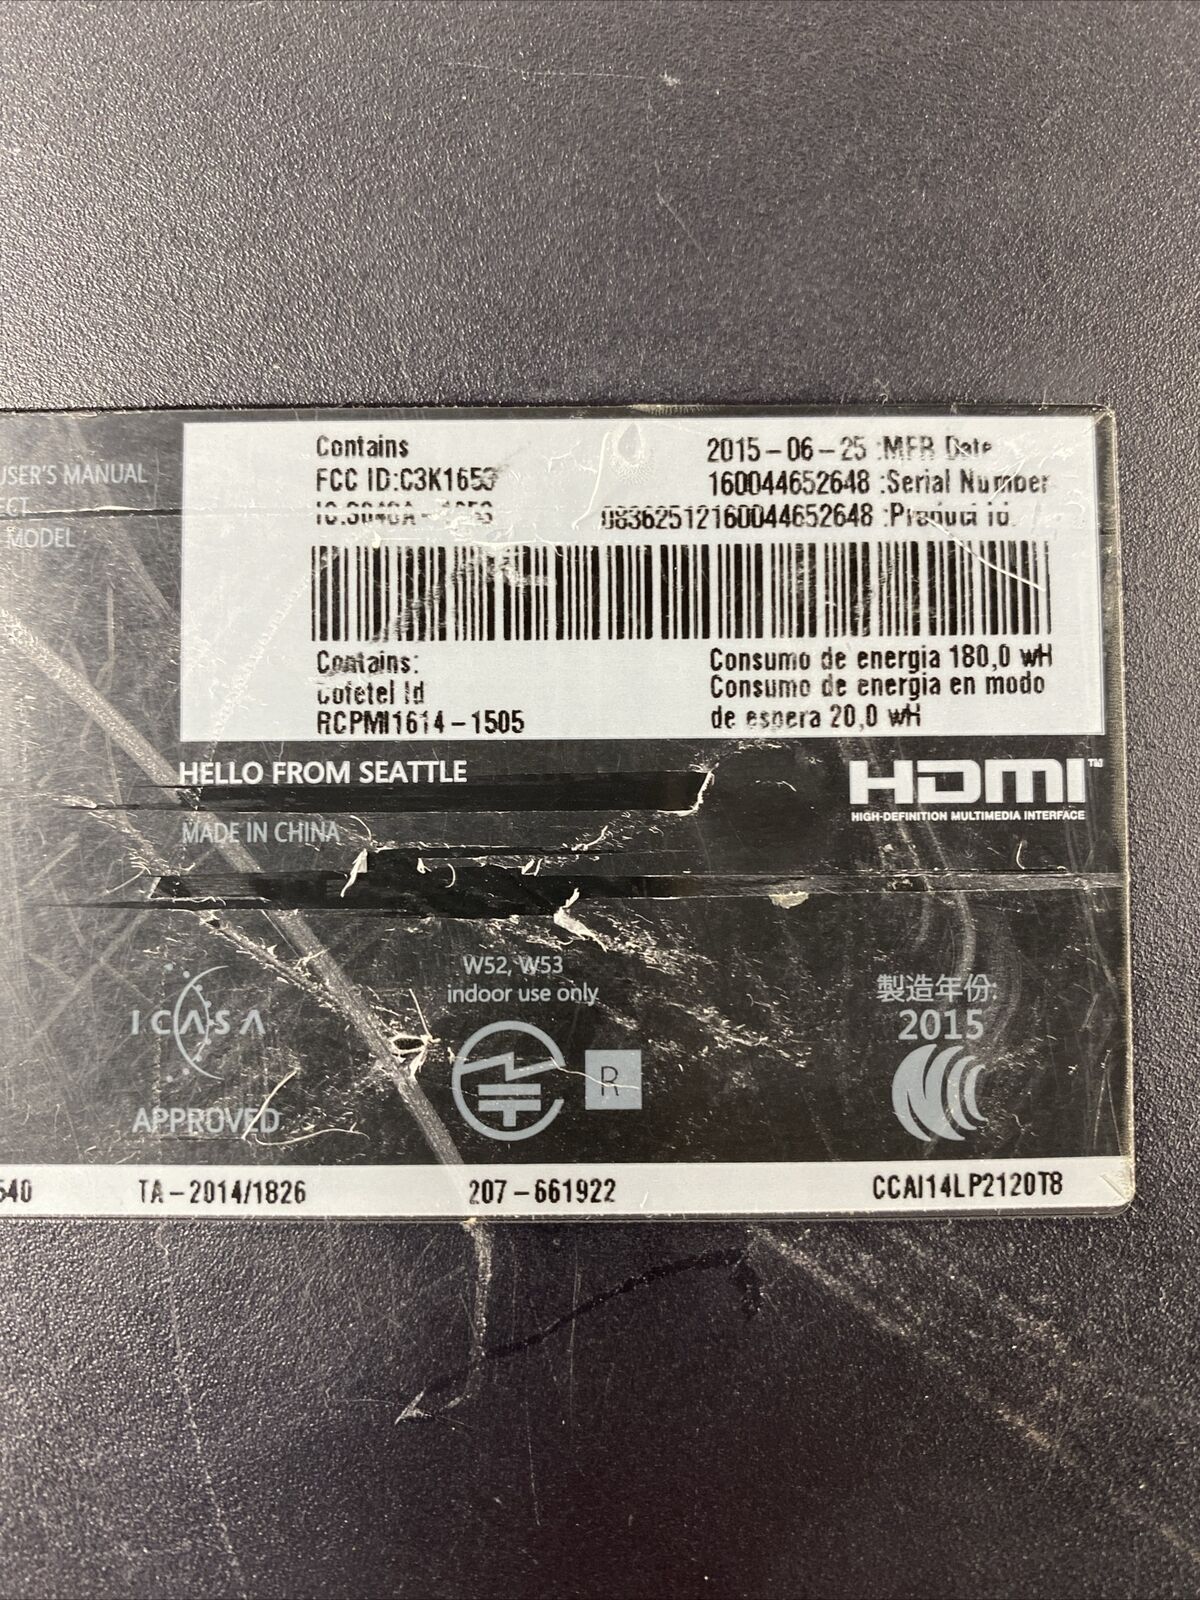 USER'S MANUAL
CT
MODEL
Contains
FCC ID:C3K1653
2015-06-25 :MFR Date
160044652648 :Serial Number
08362512160044652648 :Product id
Contains:
Cofetel Id
RCPMI1614-1505
Consumo de energia 180,0 wH
Consumo de energia en modo
de espera 20,0 wH
HELLO FROM SEATTLE
MADE IN CHINA
HDMI™
HIGH-DEFINITION MULTIMEDIA INTERFACE
ICASA
APPROVED
W52, W53
indoor use only
R
製造年份:
2015
540
TA-2014/1826
207-661922
CCAI14LP2120T8